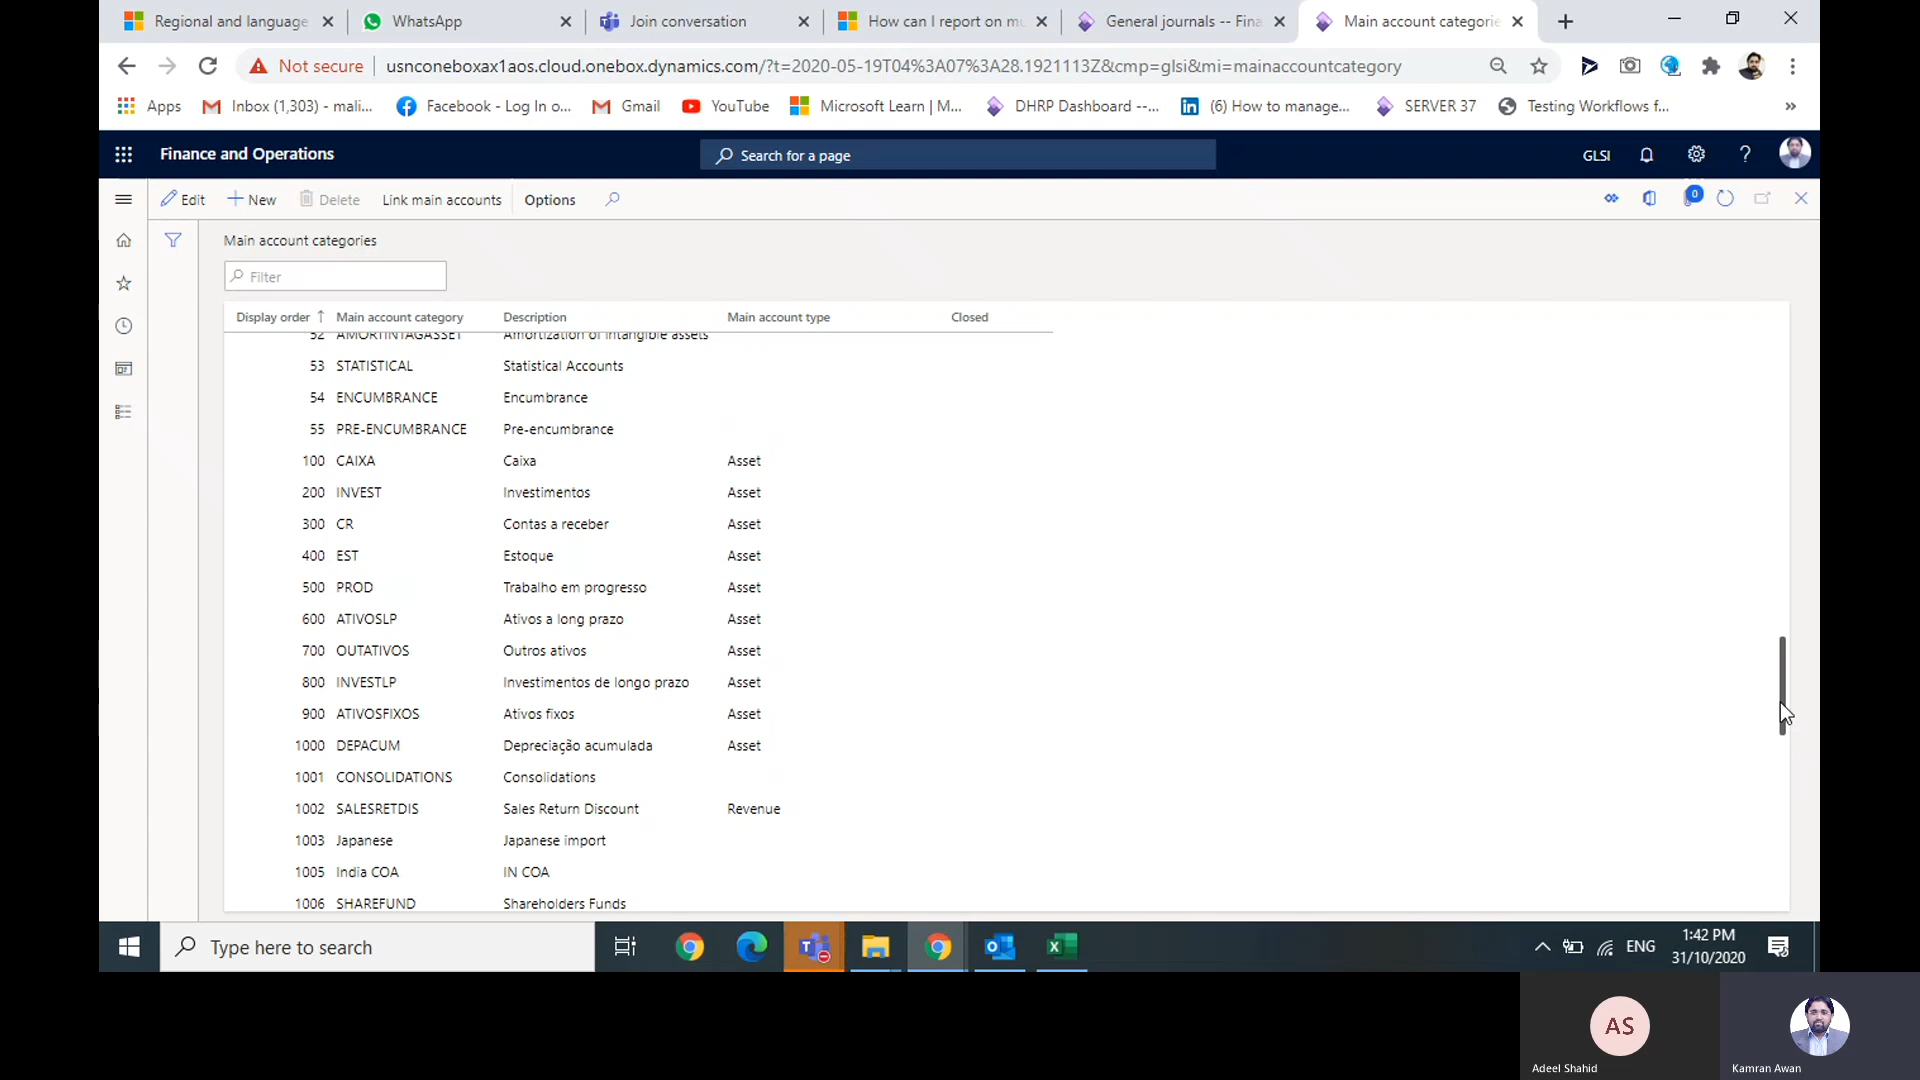 Regional and language
WhatsApp
Join conversation
How can I report on mu
General journals -- Fina
Main account categorie
Not secure
usnconeboxax1aos.cloud.onebox.dynamics.com/?t=2020-05-19T04%3A07%3A28.1921113Z&cmp=glsi&mi=mainaccountcategory
Apps
Inbox (1,303) - mali...
Facebook - Log In o...
Gmail
YouTube
Microsoft Learn | M...
DHRP Dashboard --...
(6) How to manage...
SERVER 37
Testing Workflows f...
»
Finance and Operations
Search for a page
GLSI
?
Edit
New
Delete
Link main accounts
Options
0
Main account categories
Filter
Display order ↑ Main account category Description Main account type Closed
52 AMORTINTAGASSET Amortization of intangible assets
53 STATISTICAL Statistical Accounts
54 ENCUMBRANCE Encumbrance
55 PRE-ENCUMBRANCE Pre-encumbrance
100 CAIXA Caixa Asset
200 INVEST Investimentos Asset
300 CR Contas a receber Asset
400 EST Estoque Asset
500 PROD Trabalho em progresso Asset
600 ATIVOSLP Ativos a long prazo Asset
700 OUTATIVOS Outros ativos Asset
800 INVESTLP Investimentos de longo prazo Asset
900 ATIVOSFIXOS Ativos fixos Asset
1000 DEPACUM Depreciação acumulada Asset
1001 CONSOLIDATIONS Consolidations
1002 SALESRETDIS Sales Return Discount Revenue
1003 Japanese Japanese import
1005 India COA IN COA
1006 SHAREFUND Shareholders Funds
Type here to search
ENG
1:42 PM
31/10/2020
AS
Adeel Shahid
Kamran Awan